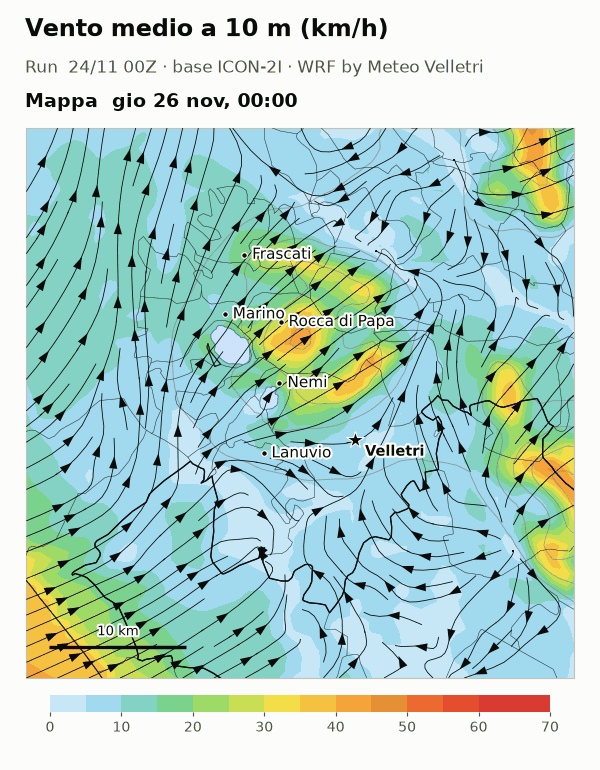 Vento medio a 10 m (km/h)
Run  24/11 00Z · base ICON-2I · WRF by Meteo Velletri
Mappa  gio 26 nov, 00:00
Frascati
Marino
Rocca di Papa
Nemi
Velletri
Lanuvio
10 km
0 10 20 30 40 50 60 70